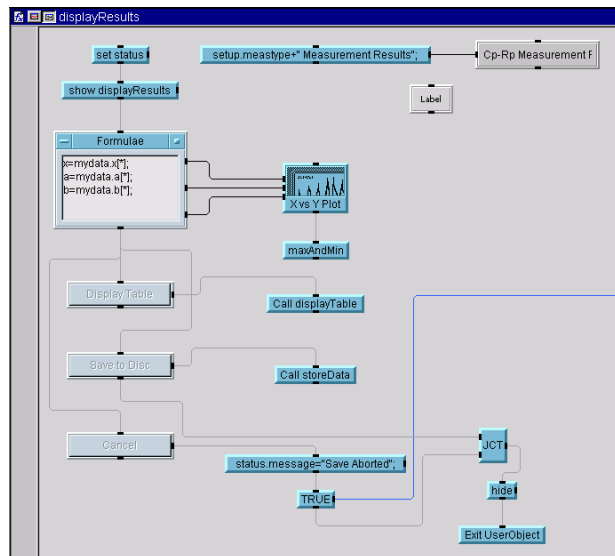 displayResults
set status
setup.meastype+" Measurement Results";
Cp-Rp Measurement F
show displayResults
Label
Formulae
x=mydata.x[*];
a=mydata.a[*];
b=mydata.b[*];
X vs Y Plot
maxAndMin
Display Table
Call displayTable
Save to Disc
Call storeData
Cancel
JCT
status.message="Save Aborted";
TRUE
hide
Exit UserObject